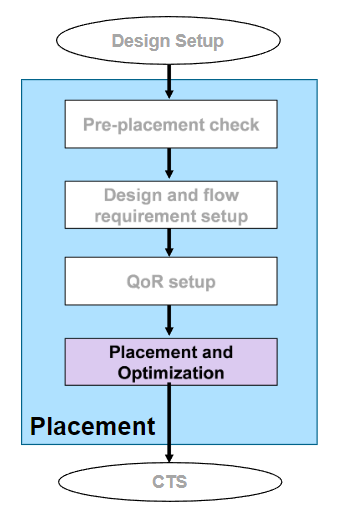 Design Setup
Pre-placement check
Design and flow
requirement setup
QoR setup
Placement and
Optimization
Placement
CTS